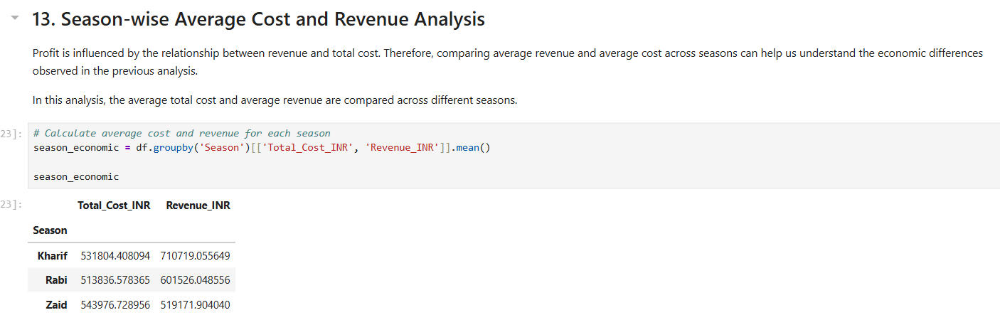 13. Season-wise Average Cost and Revenue Analysis
Profit is influenced by the relationship between revenue and total cost. Therefore, comparing average revenue and average cost across seasons can help us understand the economic differences
observed in the previous analysis.
In this analysis, the average total cost and average revenue are compared across different seasons.
23]: # Calculate average cost and revenue for each season
season_economic = df.groupby('Season')[['Total_Cost_INR', 'Revenue_INR']].mean()
season_economic
23]: Total_Cost_INR Revenue_INR
Season
Kharif 531804.408094 710719.055649
Rabi 513836.578365 601526.048556
Zaid 543976.728956 519171.904040